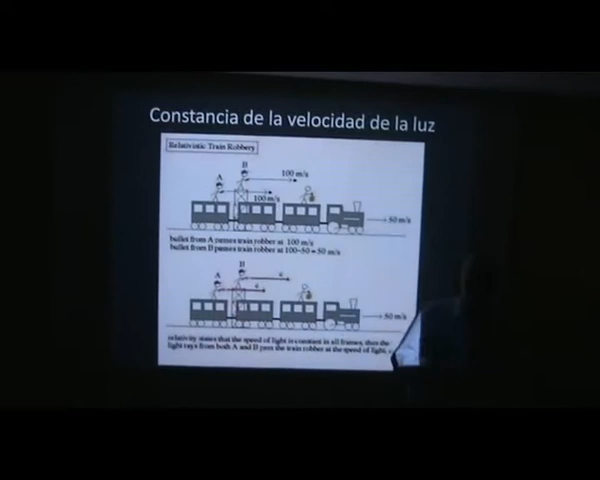 Constancia de la velocidad de la luz
Relativistic Train Robbery
B
100 m/s
A
100 m/s
50 m/s
bullet from A passes train robber at 100 m/s
bullet from B passes train robber at 100-50 = 50 m/s
B
c
A
c
50 m/s
relativity states that the speed of light is constant in all frames, thus the
light rays from both A and B pass the train robber at the speed of light, c